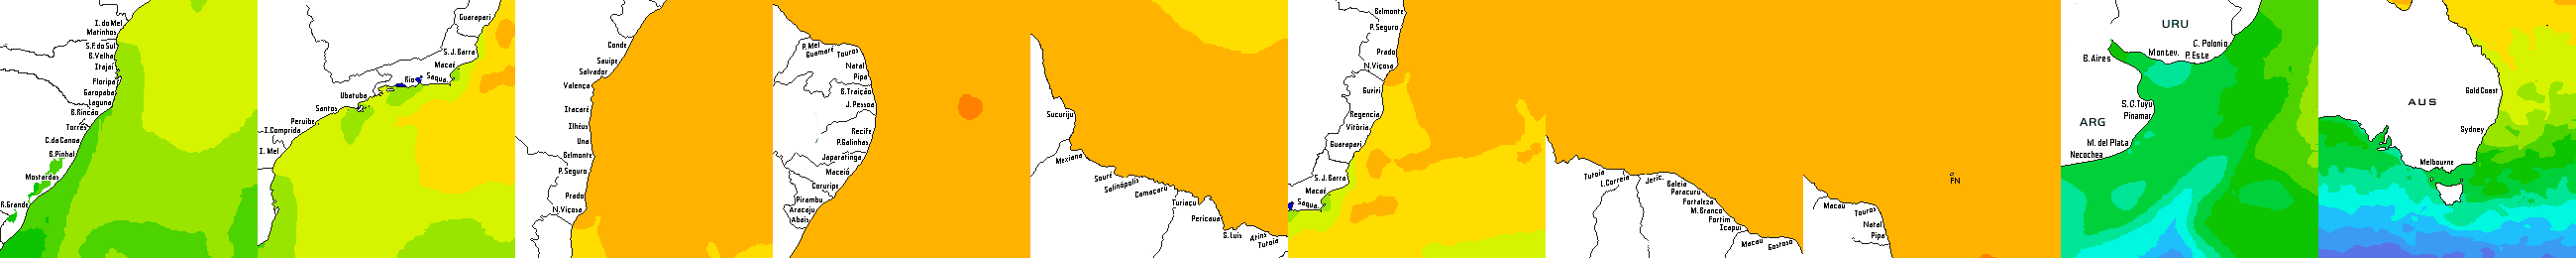 I. do Mel
Matinhos
S.F. do Sul
B.Velha
Itajaí
Floripa
Garopaba
Laguna
B.Rincão
Torres
C.da Canoa
B.Pinhal
Mostardas
R.Grande
Guarapari
S.J.Barra
Macaé
Rio
Saqua.
Ubatuba
Santos
Peruibe
I.Comprida
I. Mel
Conde
Sauipe
Salvador
Valença
Itacaré
Ilhéus
Una
Belmonte
P.Seguro
Prado
N.Viçosa
P.Mel
Guamaré
Touros
Natal
Pipa
B.Traição
J.Pessoa
Recife
P.Galinhas
Japaratinga
Maceió
Coruripe
Pirambu
Aracaju
Abais
Sucuriju
Mexiana
Souré
Salinópolis
Camacaru
Turiaçu
Pericaua
S.Luis
Atins
Tutoia
Belmonte
P.Seguro
Prado
N.Viçosa
Guriri
Regencia
Vitória
Guarapari
S.J.Barra
Macaé
Saqua.
Tutoia
L.Correia
Jeric.
Baleia
Paracurú
Fortaleza
M.Branco
Fortim
Icapuí
Macau
Gostoso
Macau
Touros
Natal
Pipa
FN
URU
C. Polonio
Montev.
P.Este
B.Aires
S.C.Tuyú
Pinamar
ARG
M. del Plata
Necochea
AUS
Gold Coast
Sydney
Melbourne